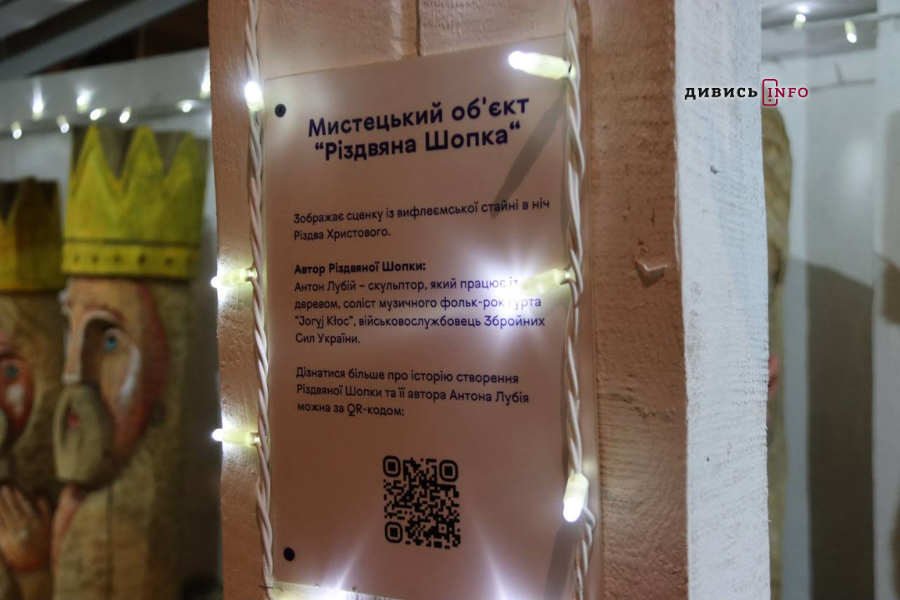 ДИВИСЬ INFO
Мистецький об'єкт
“Різдвяна Шопка“
Зображає сценку із вифлеємської стайні в ніч
Різдва Христового.
Автор Різдвяної Шопки:
Антон Лубій – скульптор, який працює із
деревом, соліст музичного фольк-рок гурта
"Joryj Kłoc", військовослужбовець Збройних
Сил України.
Дізнатися більше про історію створення
Різдвяної Шопки та її автора Антона Лубія
можна за QR-кодом: